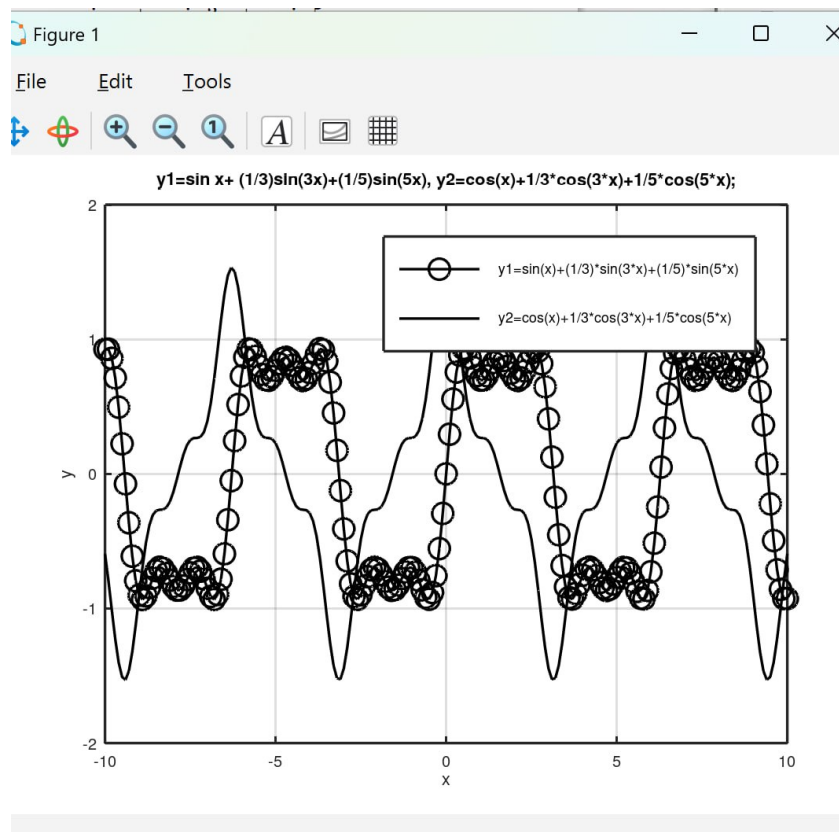 Figure 1
File Edit Tools
A
y1=sin x+ (1/3)sin(3x)+(1/5)sin(5x), y2=cos(x)+1/3*cos(3*x)+1/5*cos(5*x);
2
y1=sin(x)+(1/3)*sin(3*x)+(1/5)*sin(5*x)
y2=cos(x)+1/3*cos(3*x)+1/5*cos(5*x)
1
y
0
-1
-2
-10 -5 0 5 10
x